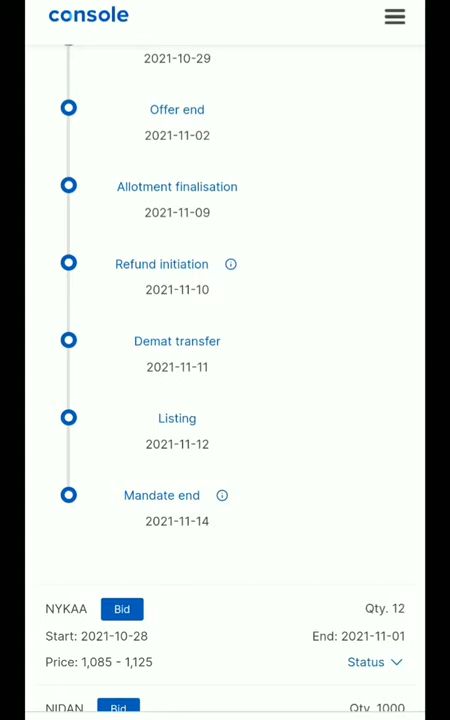 console
2021-10-29
Offer end
2021-11-02
Allotment finalisation
2021-11-09
Refund initiation
2021-11-10
Demat transfer
2021-11-11
Listing
2021-11-12
Mandate end
2021-11-14
NYKAA Bid Qty. 12
Start: 2021-10-28 End: 2021-11-01
Price: 1,085 - 1,125 Status
NIDAN Bid Qty. 1000